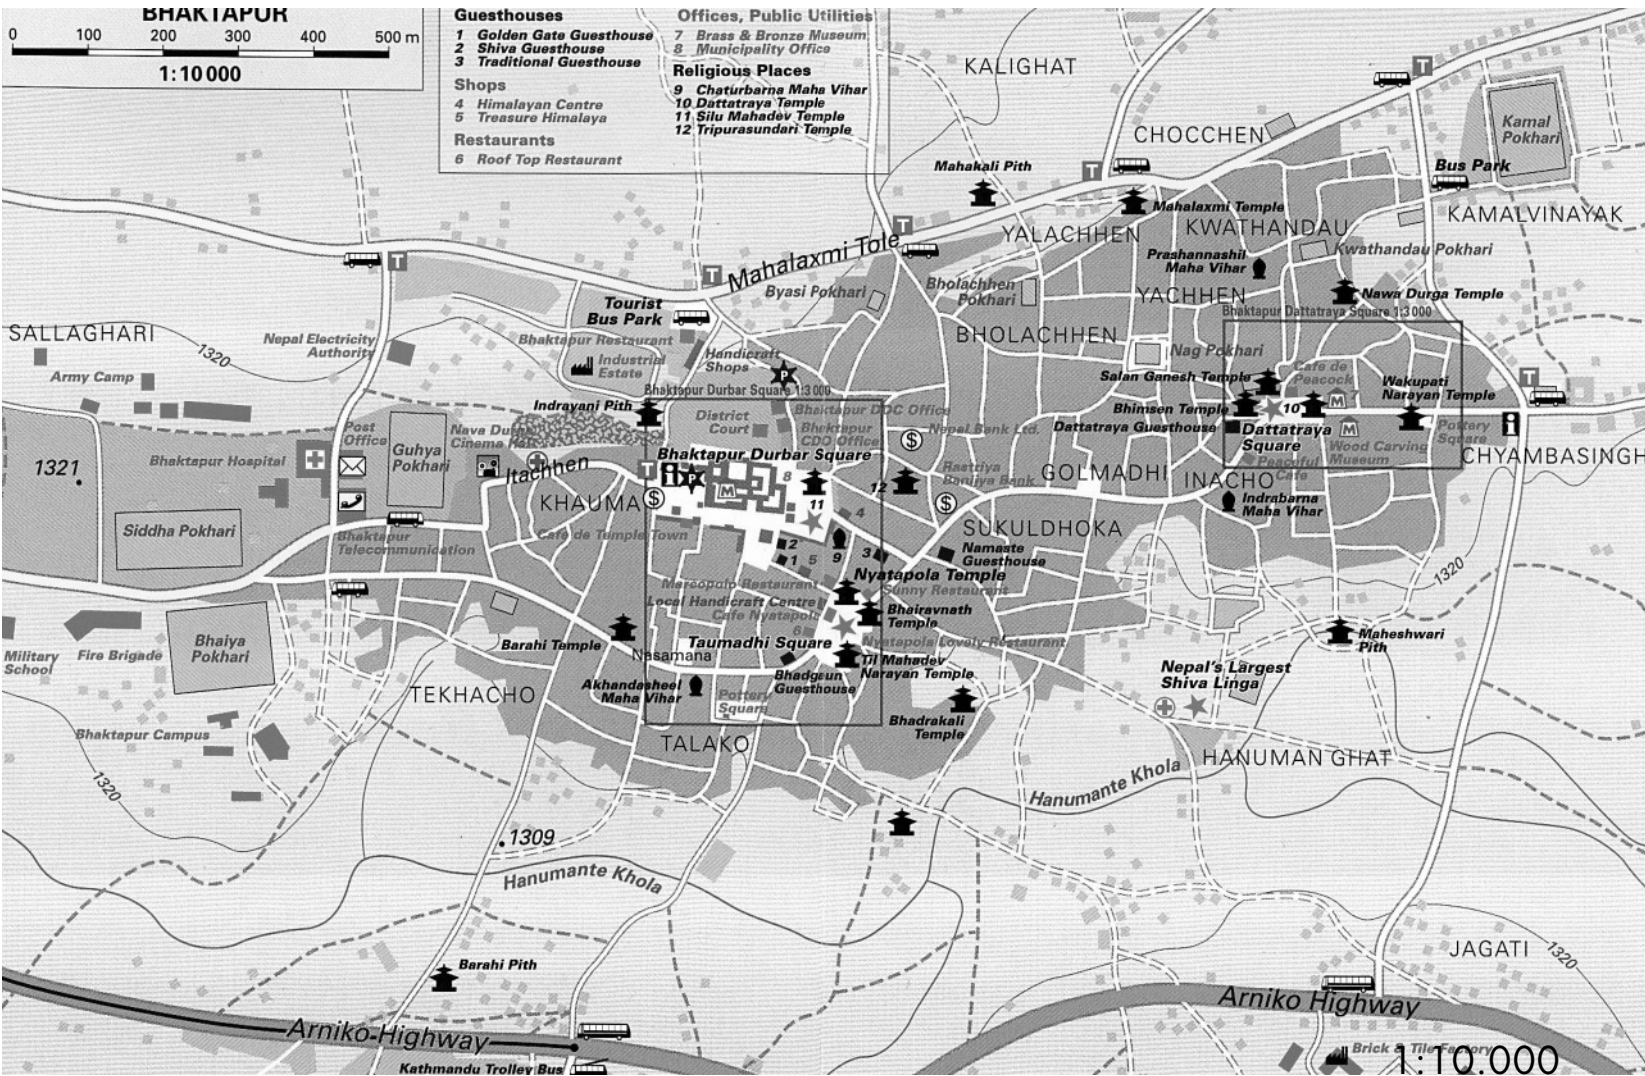 BHAKTAPUR
0 100 200 300 400 500 m
1:10 000
Guesthouses
1 Golden Gate Guesthouse
2 Shiva Guesthouse
3 Traditional Guesthouse
Shops
4 Himalayan Centre
5 Treasure Himalaya
Restaurants
6 Roof Top Restaurant
Offices, Public Utilities
7 Brass & Bronze Museum
8 Municipality Office
Religious Places
9 Chaturbarna Maha Vihar
10 Dattatraya Temple
11 Silu Mahadev Temple
12 Tripurasundari Temple
KALIGHAT
T
CHOCCHEN
Kamal
Pokhari
Mahakali Pith
T
Bus Park
Mahalaxmi Temple
KAMALVINAYAK
T
YALACHHEN
KWATHANDAU
Mahalaxmi Tole
Kwathandau Pokhari
Prashannashil
Maha Vihar
T
T
Byasi Pokhari
Bholachhen
Pokhari
YACHHEN
Nawa Durga Temple
Tourist
Bus Park
Bhaktapur Dattatraya Square 1:3 000
SALLAGHARI
1320
Nepal Electricity
Authority
Bhaktapur Restaurant
BHOLACHHEN
Nag Pokhari
Industrial
Estate
Handicraft
Shops
P
Army Camp
Bhaktapur Durbar Square 1:3 000
Salan Ganesh Temple
Cafe de
Peacock
Wakupati
Narayan Temple
T
Indrayani Pith
District
Court
Bhaktapur DDC Office
Bhimsen Temple
10
M
7
Post
Office
Guhya
Pokhari
Nava Durga
Cinema Hall
Bhaktapur
CDO Office
Nepal Bank Ltd.
Dattatraya Guesthouse
Dattatraya
Square
M
Wood Carving
Museum
Pottery
Square
i
1321
Bhaktapur Hospital
Itachhen
T
Bhaktapur Durbar Square
$
Rastriya
Banijya Bank
GOLMADHI
INACHO
Peaceful
Cafe
CHYAMBASINGH
i
P
M
8
12
KHAUMA
$
11
4
$
Indrabarna
Maha Vihar
Siddha Pokhari
Bhaktapur
Telecommunication
Cafe de Temple Town
SUKULDHOKA
2
1
5
9
3
Namaste
Guesthouse
1320
Marcopolo Restaurant
Nyatapola Temple
Sunny Restaurant
Local Handicraft Centre
Cafe Nyatapola
Bhairavnath
Temple
Bhaiya
Pokhari
Military
School
Fire Brigade
Barahi Temple
Nasamana
6
Taumadhi Square
Nyatapola Lovely Restaurant
Maheshwari
Pith
Til Mahadev
Narayan Temple
Nepal's Largest
Shiva Linga
TEKHACHO
Akhandasheel
Maha Vihar
Pottery
Square
Bhadgaun
Guesthouse
Bhadrakali
Temple
Bhaktapur Campus
TALAKO
HANUMAN GHAT
1320
Hanumante Khola
1309
Hanumante Khola
JAGATI
1320
Barahi Pith
Arniko Highway
Arniko Highway
Brick & Tile Factory
1:10.000
Kathmandu Trolley Bus